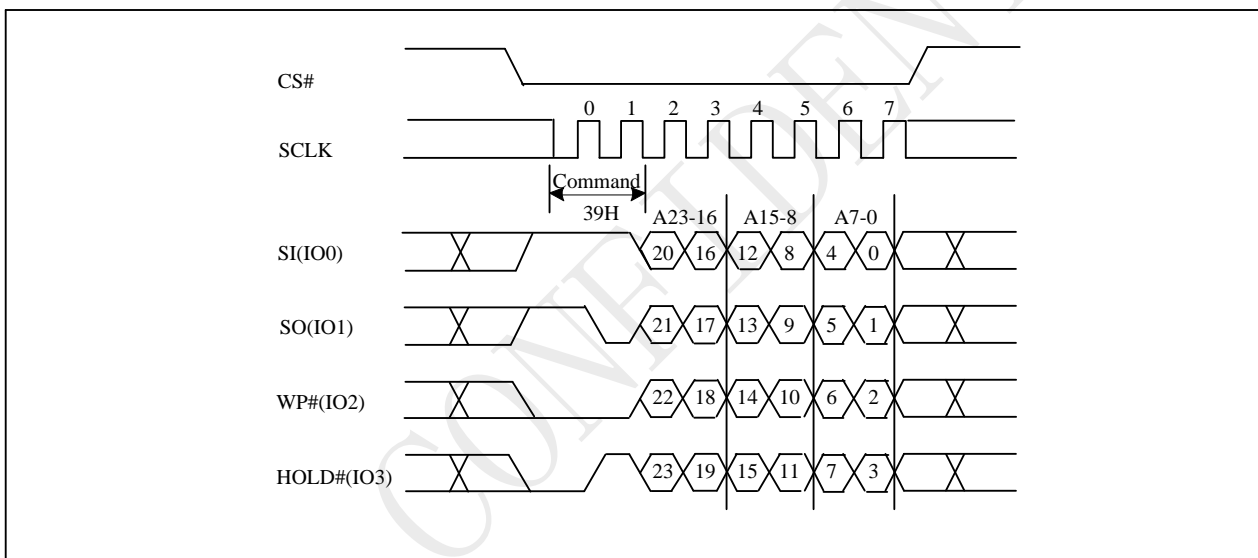 CS#
0 1 2 3 4 5 6 7
SCLK
Command
39H
A23-16 A15-8 A7-0
SI(IO0) 20 16 12 8 4 0
SO(IO1) 21 17 13 9 5 1
WP#(IO2) 22 18 14 10 6 2
HOLD#(IO3) 23 19 15 11 7 3
CONFIDEN